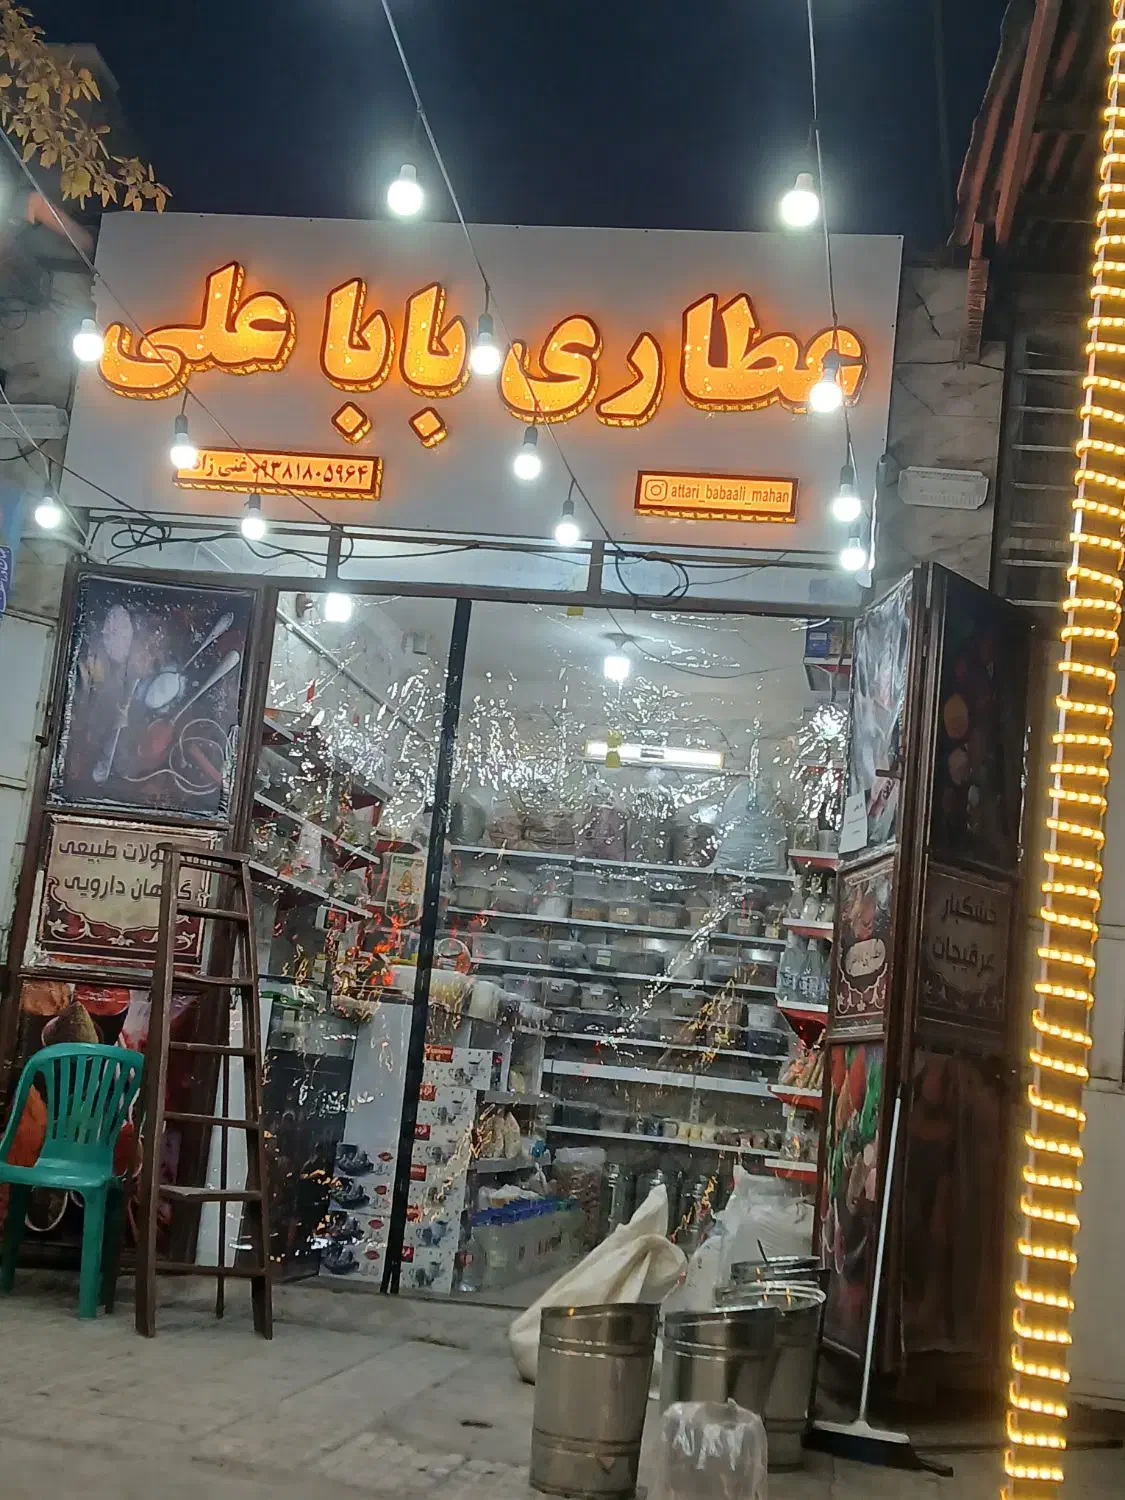 عطاری بابا علی
۰۹۳۸۱۸۰۵۹۶۴ غنی زاده
attari_babaali_mahan
محصولات طبیعی
گیاهان دارویی
خشکبار
عرقیجات